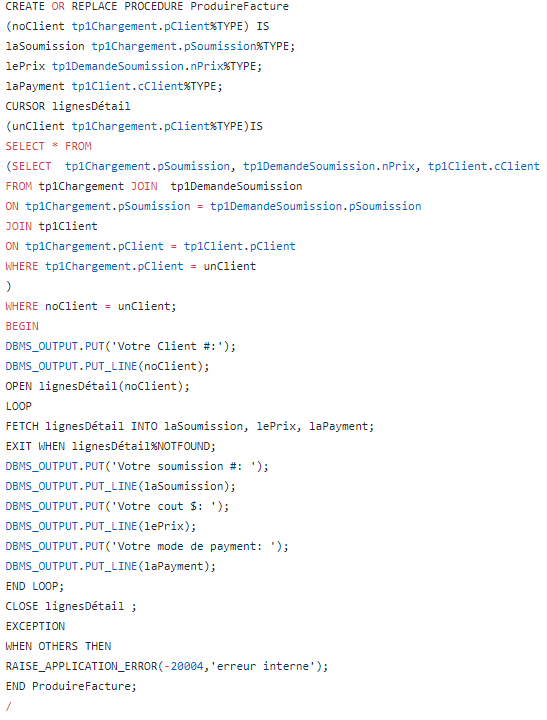 CREATE OR REPLACE PROCEDURE ProduireFacture
(noClient tp1Chargement.pClient%TYPE) IS
laSoumission tp1Chargement.pSoumission%TYPE;
lePrix tp1DemandeSoumission.nPrix%TYPE;
laPayment tp1Client.cClient%TYPE;
CURSOR lignesDétail
(unClient tp1Chargement.pClient%TYPE)IS
SELECT * FROM
(SELECT  tp1Chargement.pSoumission, tp1DemandeSoumission.nPrix, tp1Client.cClient
FROM tp1Chargement JOIN  tp1DemandeSoumission
ON tp1Chargement.pSoumission = tp1DemandeSoumission.pSoumission
JOIN tp1Client
ON tp1Chargement.pClient = tp1Client.pClient
WHERE tp1Chargement.pClient = unClient
)
WHERE noClient = unClient;
BEGIN
DBMS_OUTPUT.PUT('Votre Client #:');
DBMS_OUTPUT.PUT_LINE(noClient);
OPEN lignesDétail(noClient);
LOOP
FETCH lignesDétail INTO laSoumission, lePrix, laPayment;
EXIT WHEN lignesDétail%NOTFOUND;
DBMS_OUTPUT.PUT('Votre soumission #: ');
DBMS_OUTPUT.PUT_LINE(laSoumission);
DBMS_OUTPUT.PUT('Votre cout $: ');
DBMS_OUTPUT.PUT_LINE(lePrix);
DBMS_OUTPUT.PUT('Votre mode de payment: ');
DBMS_OUTPUT.PUT_LINE(laPayment);
END LOOP;
CLOSE lignesDétail ;
EXCEPTION
WHEN OTHERS THEN
RAISE_APPLICATION_ERROR(-20004,'erreur interne');
END ProduireFacture;
/